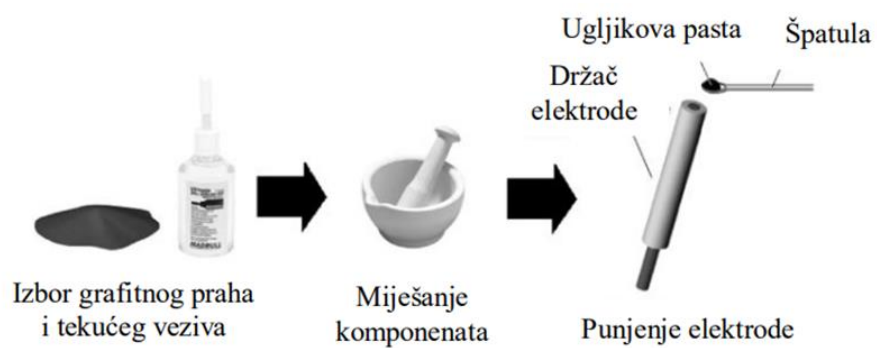 Ugljikova pasta
Špatula
Držač
elektrode
Izbor grafitnog praha
i tekućeg veziva
Miješanje
komponenata
Punjenje elektrode